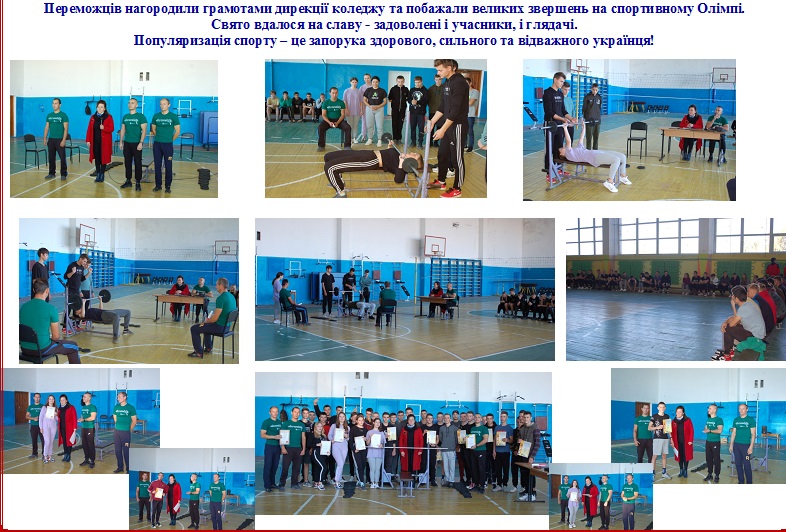 Переможців нагородили грамотами дирекції коледжу та побажали великих звершень на спортивному Олімпі.
Свято вдалося на славу - задоволені і учасники, і глядачі.
Популяризація спорту – це запорука здорового, сильного та відважного українця!